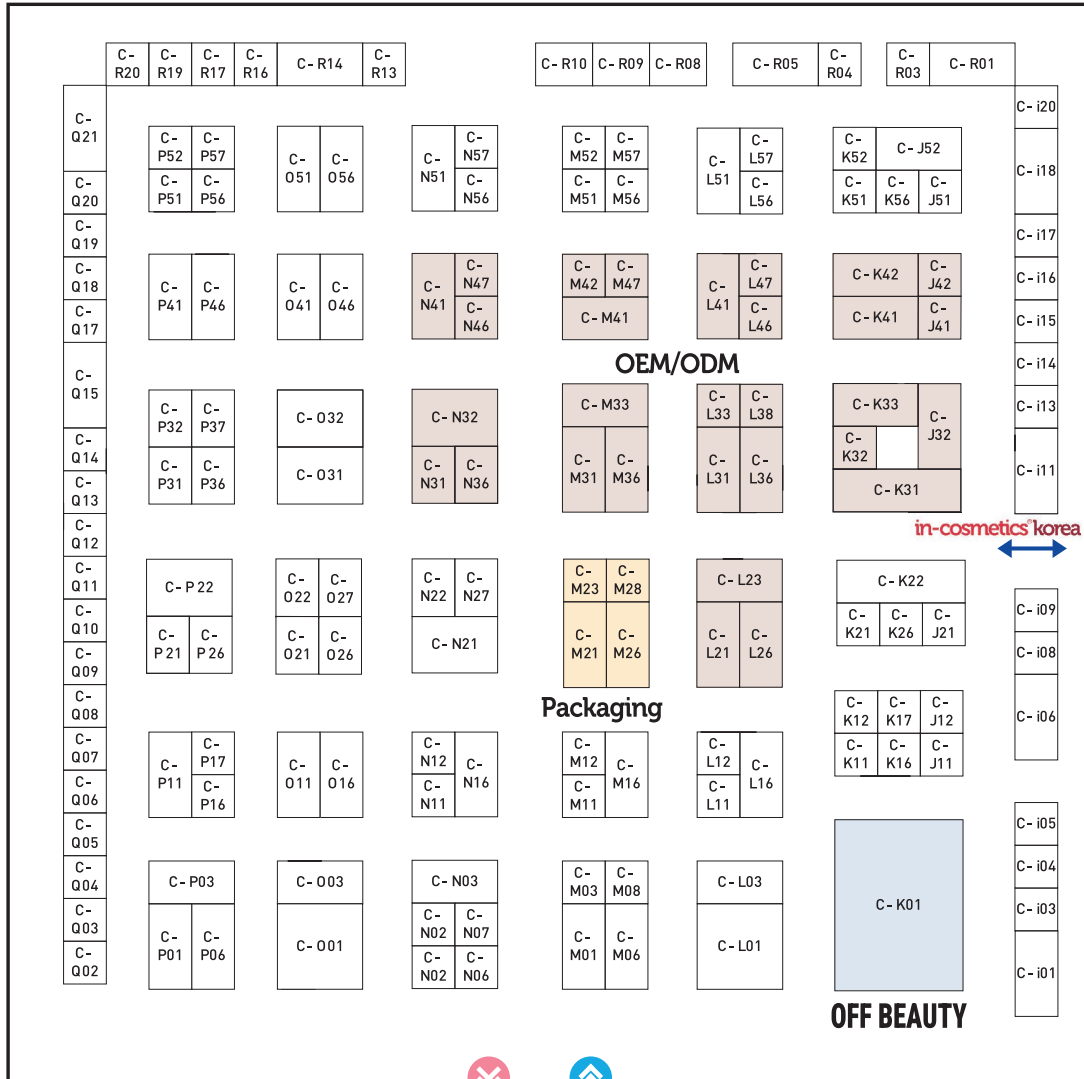 C-
R20
C-
R19
C-
R17
C-
R16
C- R14
C-
R13
C- R10
C- R09
C- R08
C- R05
C-
R04
C-
R03
C- R01
C-
Q21
C-
Q20
C-
Q19
C-
Q18
C-
Q17
C-
Q15
C-
Q14
C-
Q13
C-
Q12
C-
Q11
C-
Q10
C-
Q09
C-
Q08
C-
Q07
C-
Q06
C-
Q05
C-
Q04
C-
Q03
C-
Q02
C-
P52
C-
P57
C-
P51
C-
P56
C-
O51
C-
O56
C-
N51
C-
N57
C-
N56
C-
M52
C-
M57
C-
M51
C-
M56
C-
L51
C-
L57
C-
L56
C-
K52
C- J52
C-
K51
C-
K56
C-
J51
C-
P41
C-
P46
C-
O41
C-
O46
C-
N41
C-
N47
C-
N46
C-
M42
C-
M47
C- M41
C-
L41
C-
L47
C-
L46
C- K42
C-
J42
C- K41
C-
J41
OEM/ODM
C-
P32
C-
P37
C-
P31
C-
P36
C- O32
C- O31
C- N32
C-
N31
C-
N36
C- M33
C-
M31
C-
M36
C-
L33
C-
L38
C-
L31
C-
L36
C- K33
C-
J32
C-
K32
C- K31
in-cosmetics® korea
C- P 22
C-
P 21
C-
P 26
C-
O22
C-
O27
C-
O21
C-
O26
C-
N22
C-
N27
C- N21
C-
M23
C-
M28
C-
M21
C-
M26
C- L23
C-
L21
C-
L26
C- K22
C-
K21
C-
K26
C-
J21
Packaging
C-
P11
C-
P17
C-
P16
C-
O11
C-
O16
C-
N12
C-
N11
C-
N16
C-
M12
C-
M11
C-
M16
C-
L12
C-
L11
C-
L16
C-
K12
C-
K17
C-
J12
C-
K11
C-
K16
C-
J11
C- P03
C-
P01
C-
P06
C- O03
C- O01
C- N03
C-
N02
C-
N07
C-
N02
C-
N06
C-
M03
C-
M08
C-
M01
C-
M06
C- L03
C- L01
C- K01
OFF BEAUTY
C- i20
C- i18
C- i17
C- i16
C- i15
C- i14
C- i13
C- i11
C- i09
C- i08
C- i06
C- i05
C- i04
C- i03
C- i01